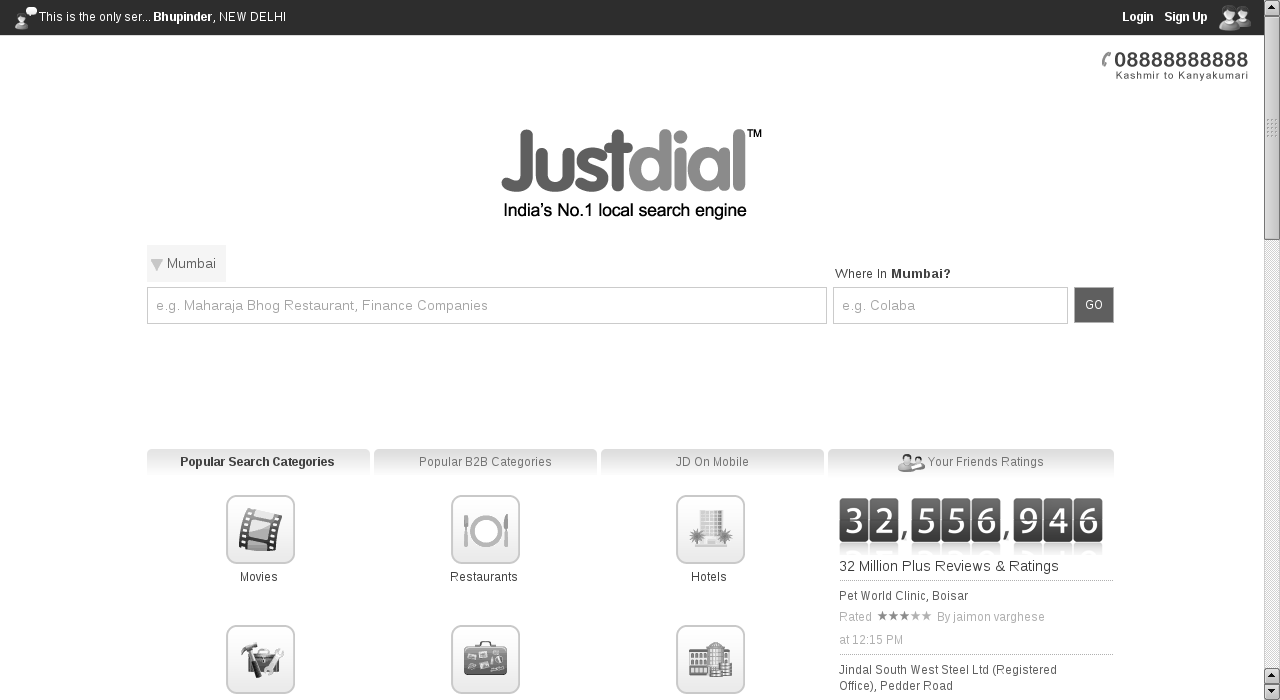 This is the only ser... Bhupinder, NEW DELHI
Login Sign Up
08888888888
Kashmir to Kanyakumari
Justdial™
India's No.1 local search engine
Mumbai
Where In Mumbai?
e.g. Maharaja Bhog Restaurant, Finance Companies
e.g. Colaba
GO
Popular Search Categories
Popular B2B Categories
JD On Mobile
Your Friends Ratings
32,556,946
Movies
Restaurants
Hotels
32 Million Plus Reviews & Ratings
Pet World Clinic, Boisar
Rated ★★★★★ By jaimon varghese
at 12:15 PM
Jindal South West Steel Ltd (Registered
Office), Pedder Road